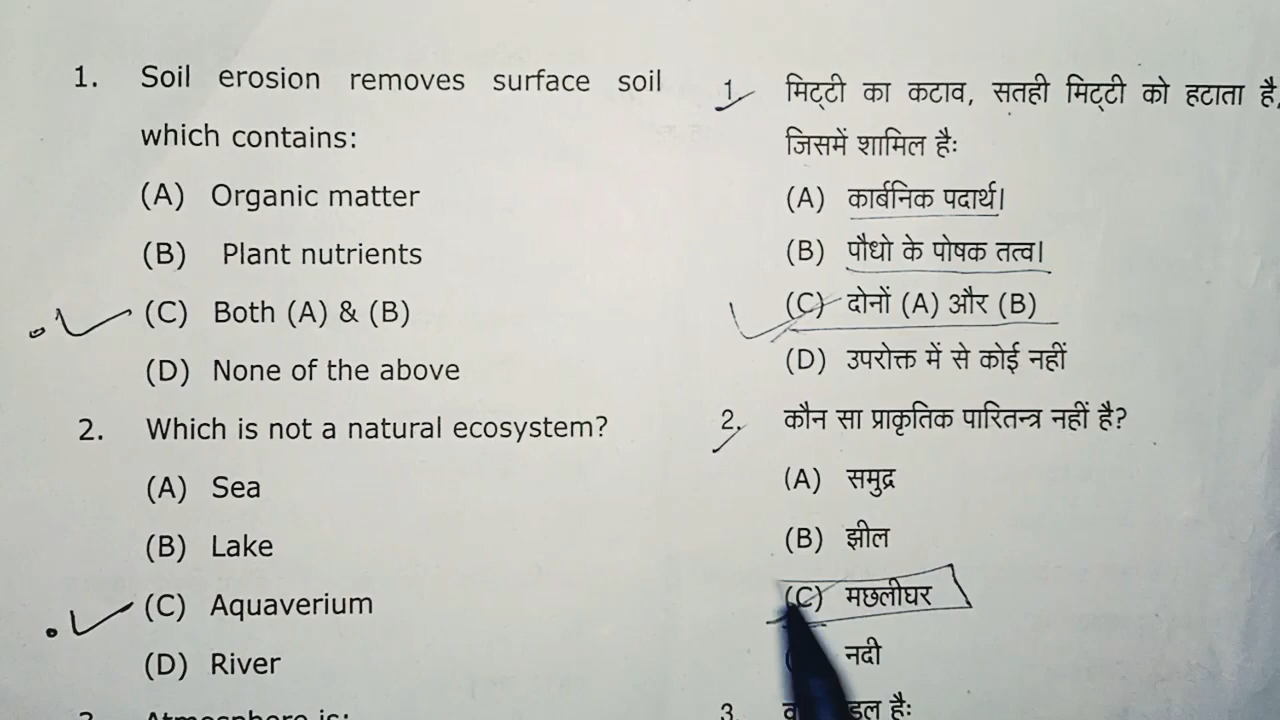 1. Soil erosion removes surface soil
which contains:
(A) Organic matter
(B) Plant nutrients
(C) Both (A) & (B)
(D) None of the above
2. Which is not a natural ecosystem?
(A) Sea
(B) Lake
(C) Aquaverium
(D) River
1. मिट्टी का कटाव, सतही मिट्टी को हटाता है,
जिसमें शामिल हैः
(A) कार्बनिक पदार्थ।
(B) पौधो के पोषक तत्व।
(C) दोनों (A) और (B)
(D) उपरोक्त में से कोई नहीं
2. कौन सा प्राकृतिक पारितन्त्र नहीं है?
(A) समुद्र
(B) झील
(C) मछलीघर
नदी
3. हैः